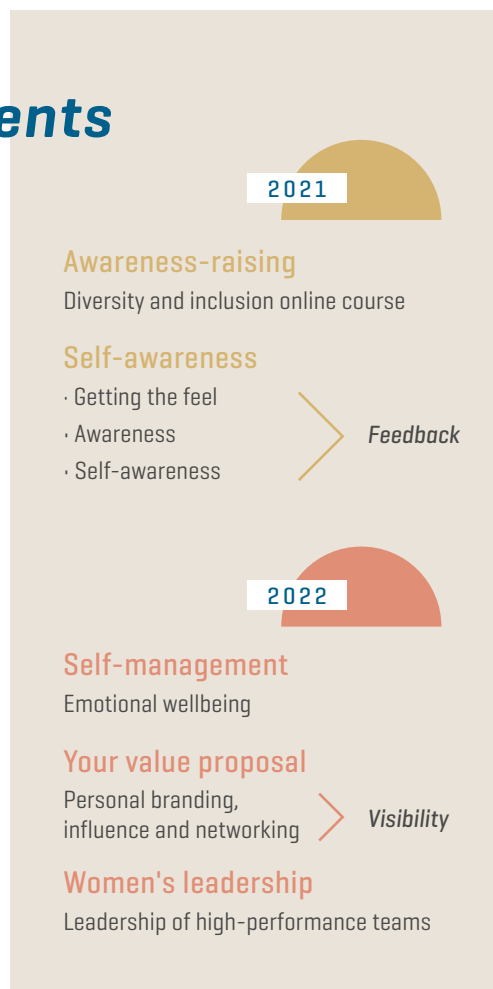 ents
2021
Awareness-raising
Diversity and inclusion online course
Self-awareness
· Getting the feel
· Awareness
· Self-awareness
Feedback
2022
Self-management
Emotional wellbeing
Your value proposal
Personal branding,
influence and networking
Visibility
Women's leadership
Leadership of high-performance teams